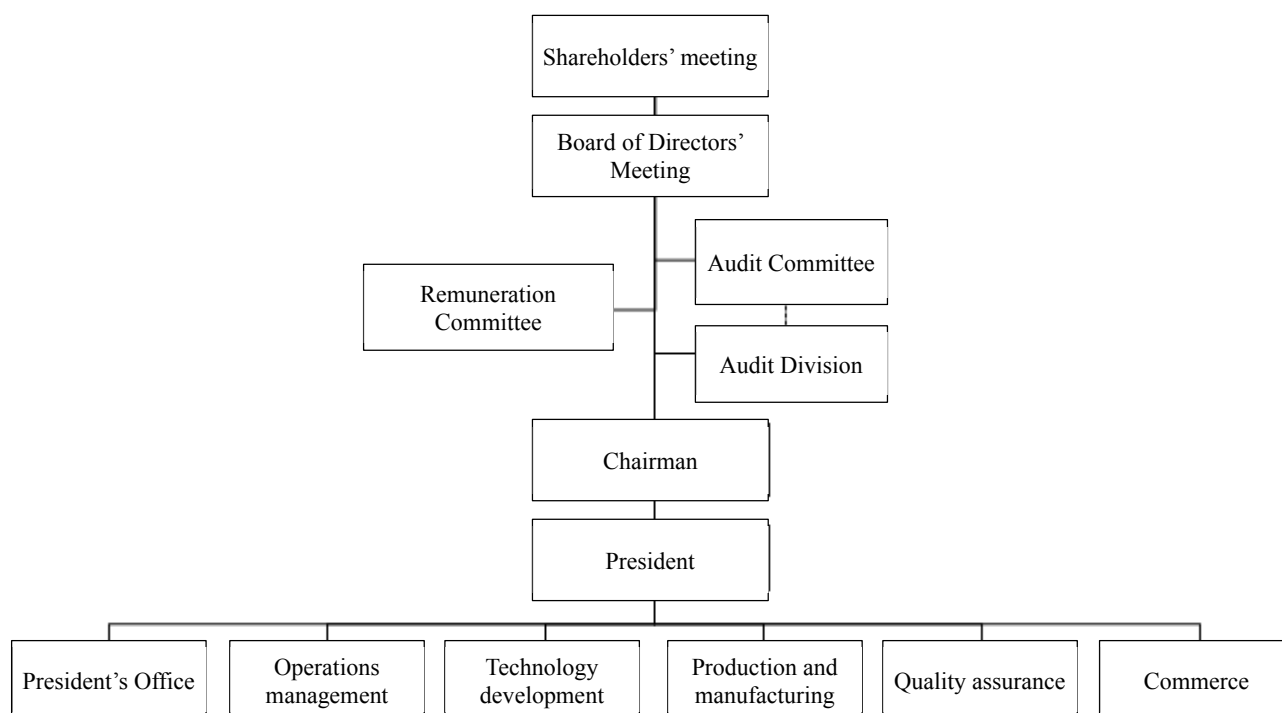 Shareholders’ meeting
Board of Directors’
Meeting
Audit Committee
Remuneration
Committee
Audit Division
Chairman
President
President’s Office
Operations
management
Technology
development
Production and
manufacturing
Quality assurance
Commerce